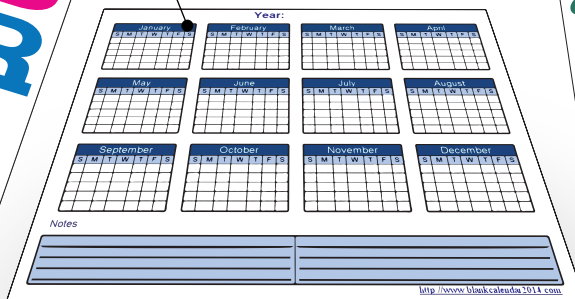 Year:
January February March April
S M T W T F S S M T W T F S S M T W T F S S M T W T F S
May June July August
S M T W T F S S M T W T F S S M T W T F S S M T W T F S
September October November December
S M T W T F S S M T W T F S S M T W T F S S M T W T F S
Notes
http://www.blankcalendar2014.com